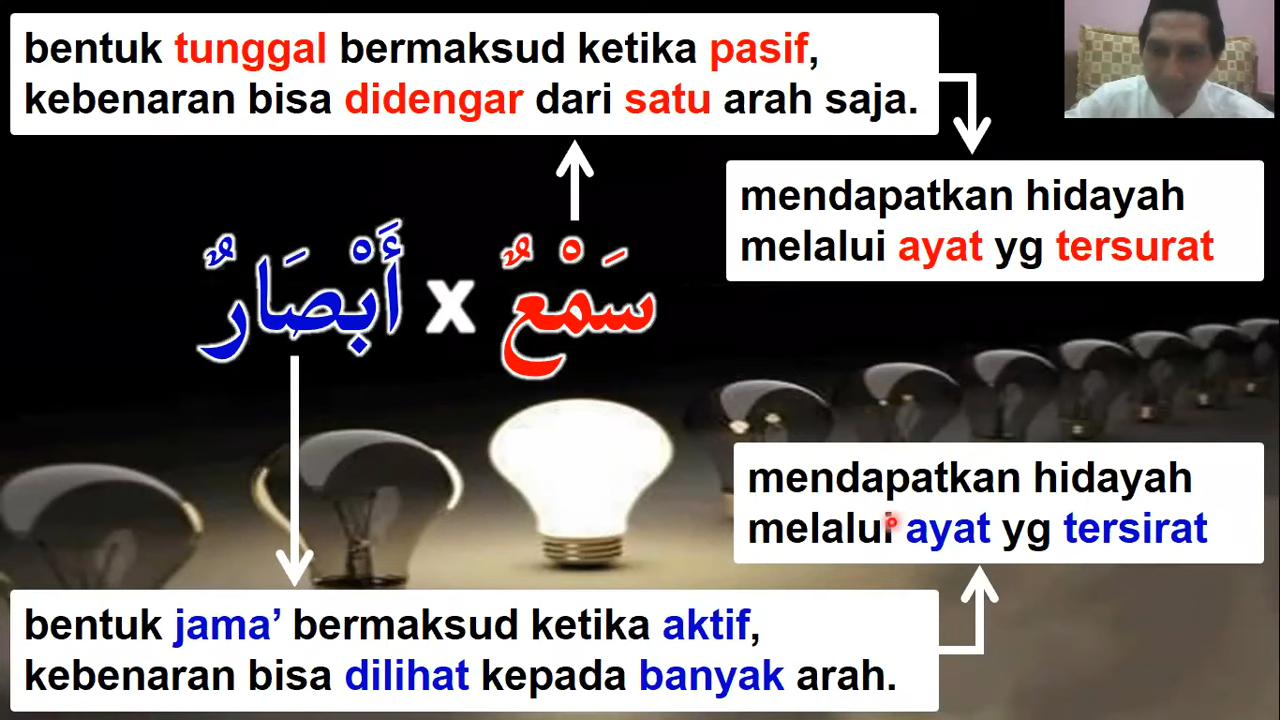 bentuk tunggal bermaksud ketika pasif,
kebenaran bisa didengar dari satu arah saja.
mendapatkan hidayah
melalui ayat yg tersurat
سَمْعٌ x أَبْصَارٌ
mendapatkan hidayah
melalui ayat yg tersirat
bentuk jama’ bermaksud ketika aktif,
kebenaran bisa dilihat kepada banyak arah.